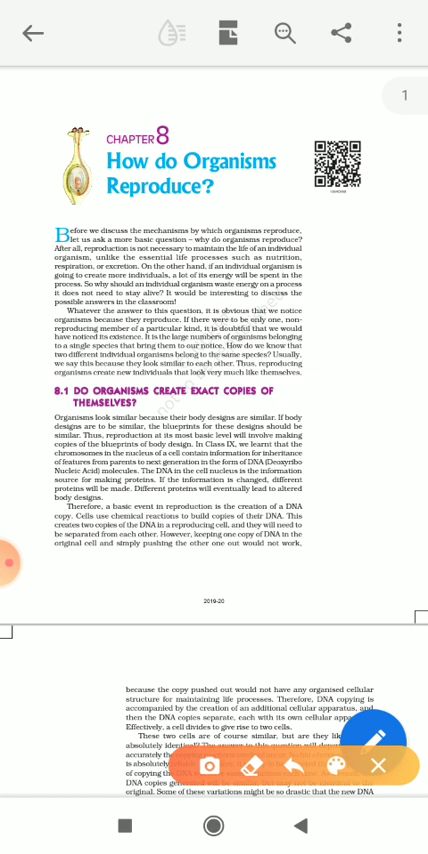 1
CHAPTER 8
How do Organisms
Reproduce?
Before we discuss the mechanisms by which organisms reproduce,
let us ask a more basic question – why do organisms reproduce?
After all, reproduction is not necessary to maintain the life of an individual
organism, unlike the essential life processes such as nutrition,
respiration, or excretion. On the other hand, if an individual organism is
going to create more individuals, a lot of its energy will be spent in the
process. So why should an individual organism waste energy on a process
it does not need to stay alive? It would be interesting to discuss the
possible answers in the classroom!
Whatever the answer to this question, it is obvious that we notice
organisms because they reproduce. If there were to be only one, non-
reproducing member of a particular kind, it is doubtful that we would
have noticed its existence. It is the large numbers of organisms belonging
to a single species that bring them to our notice. How do we know that
two different individual organisms belong to the same species? Usually,
we say this because they look similar to each other. Thus, reproducing
organisms create new individuals that look very much like themselves.
8.1 DO ORGANISMS CREATE EXACT COPIES OF
THEMSELVES?
Organisms look similar because their body designs are similar. If body
designs are to be similar, the blueprints for these designs should be
similar. Thus, reproduction at its most basic level will involve making
copies of the blueprints of body design. In Class IX, we learnt that the
chromosomes in the nucleus of a cell contain information for inheritance
of features from parents to next generation in the form of DNA (Deoxyribo
Nucleic Acid) molecules. The DNA in the cell nucleus is the information
source for making proteins. If the information is changed, different
proteins will be made. Different proteins will eventually lead to altered
body designs.
Therefore, a basic event in reproduction is the creation of a DNA
copy. Cells use chemical reactions to build copies of their DNA. This
creates two copies of the DNA in a reproducing cell, and they will need to
be separated from each other. However, keeping one copy of DNA in the
original cell and simply pushing the other one out would not work,
2019-20
because the copy pushed out would not have any organised cellular
structure for maintaining life processes. Therefore, DNA copying is
accompanied by the creation of an additional cellular apparatus, and
then the DNA copies separate, each with its own cellular
Effectively, a cell divides to give rise to two cells.
These two cells are of course similar, but are they
absolutely identical? The answer to this question will
accurately the
is absolutely
of copying the DNA
DNA copies
original. Some of these variations might be so drastic that the new DNA